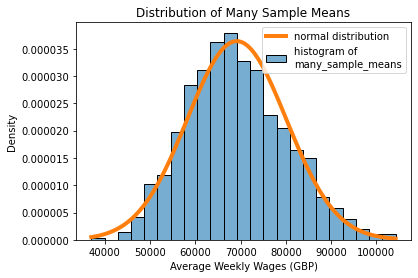 Distribution of Many Sample Means
normal distribution
histogram of
many_sample_means
Density
0.000035
0.000030
0.000025
0.000020
0.000015
0.000010
0.000005
0.000000
40000 50000 60000 70000 80000 90000 100000
Average Weekly Wages (GBP)